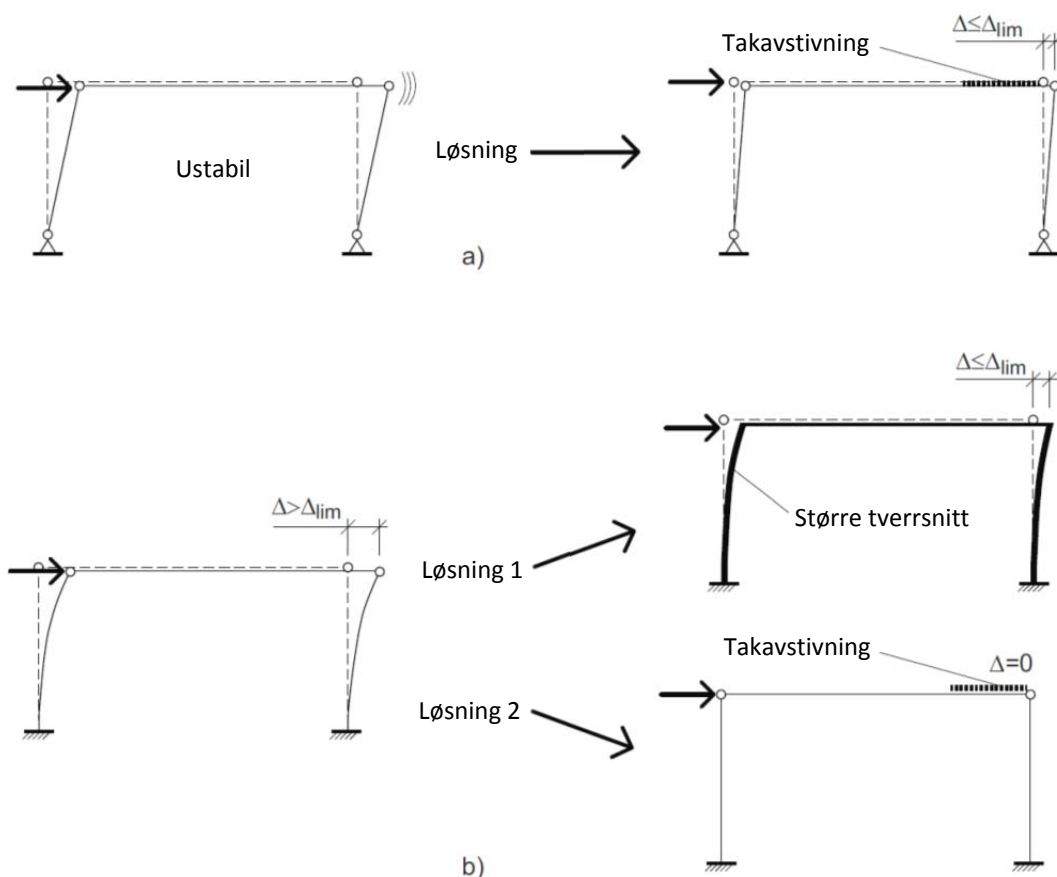 Takavstivning
Δ≤Δlim
Ustabil
Løsning
a)
Δ≤Δlim
Større tverrsnitt
Δ>Δlim
Løsning 1
Takavstivning
Δ=0
Løsning 2
b)